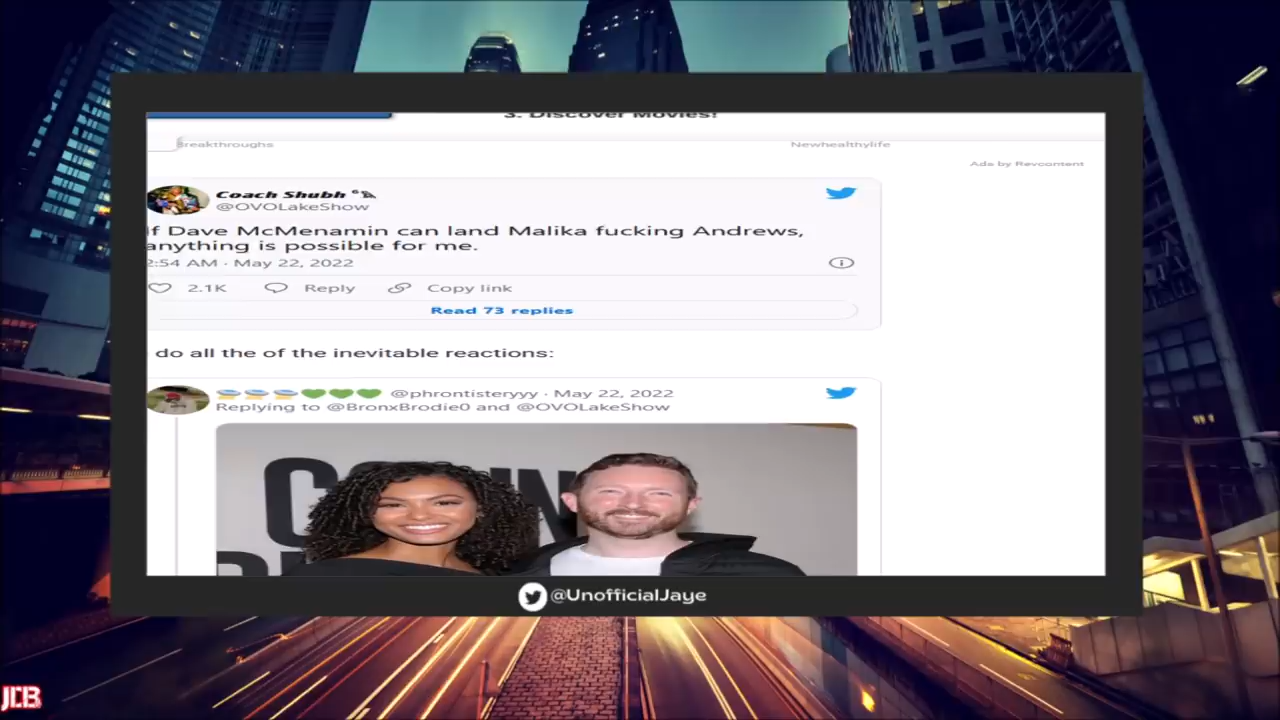 3. Discover Movies!
Breakthroughs
Newhealthylife
Ads by Revcontent
Coach Shubh
@OVOLakeShow
If Dave McMenamin can land Malika fucking Andrews,
anything is possible for me.
2:54 AM · May 22, 2022
2.1K Reply Copy link
Read 73 replies
do all the of the inevitable reactions:
@phrontisteryyy · May 22, 2022
Replying to @BronxBrodie0 and @OVOLakeShow
@UnofficialJaye
JCB